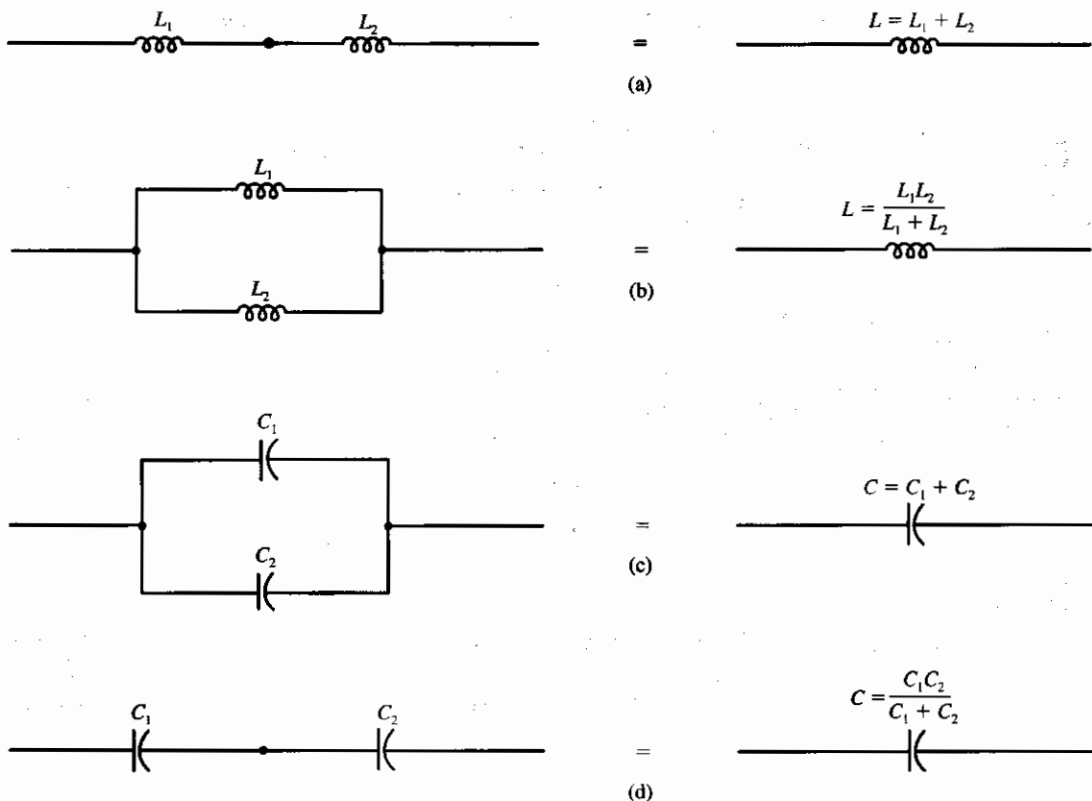 L₁ L₂ L = L₁ + L₂
=
(a)
L₁
L = L₁L₂ / (L₁ + L₂)
=
L₂
(b)
C₁
C = C₁ + C₂
=
C₂
(c)
C₁ C₂ C = C₁C₂ / (C₁ + C₂)
=
(d)